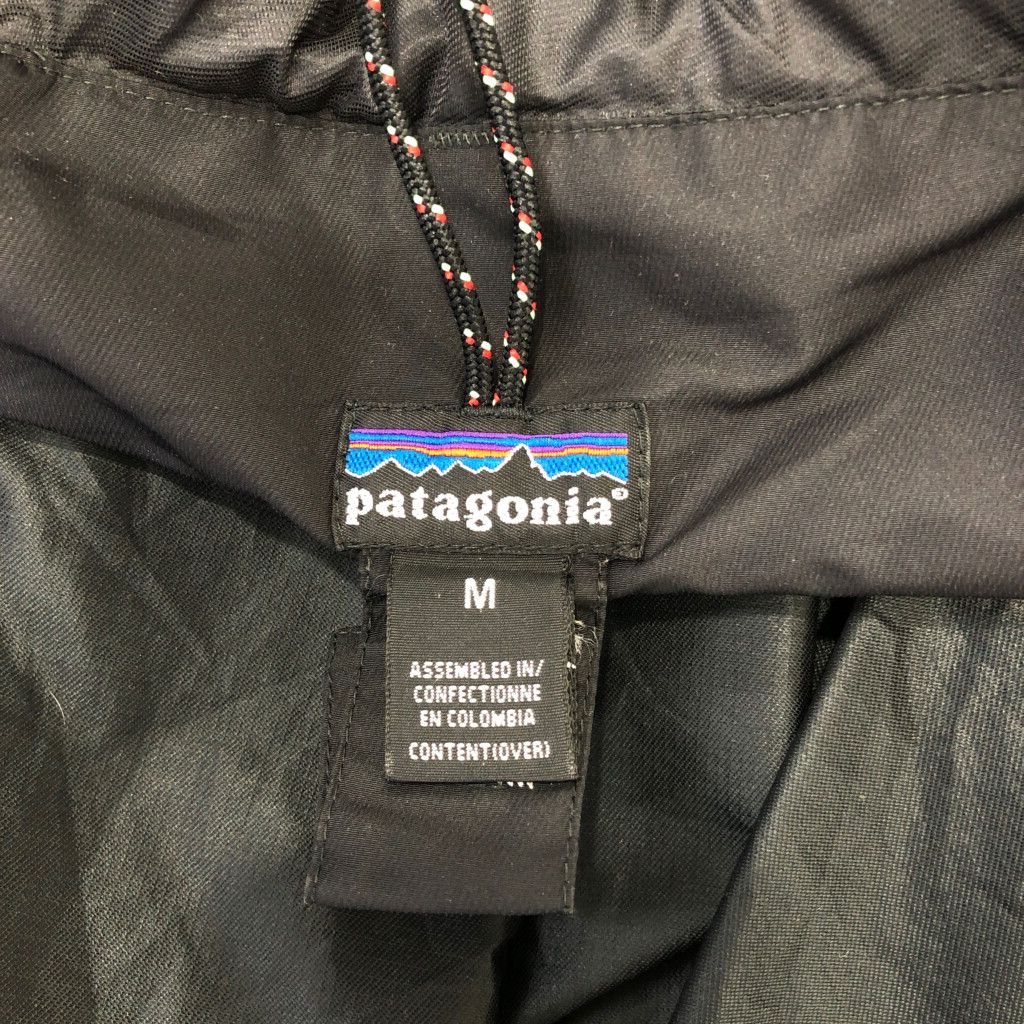 patagonia®
M
ASSEMBLED IN/
CONFECTIONNE
EN COLOMBIA
CONTENT(OVER)